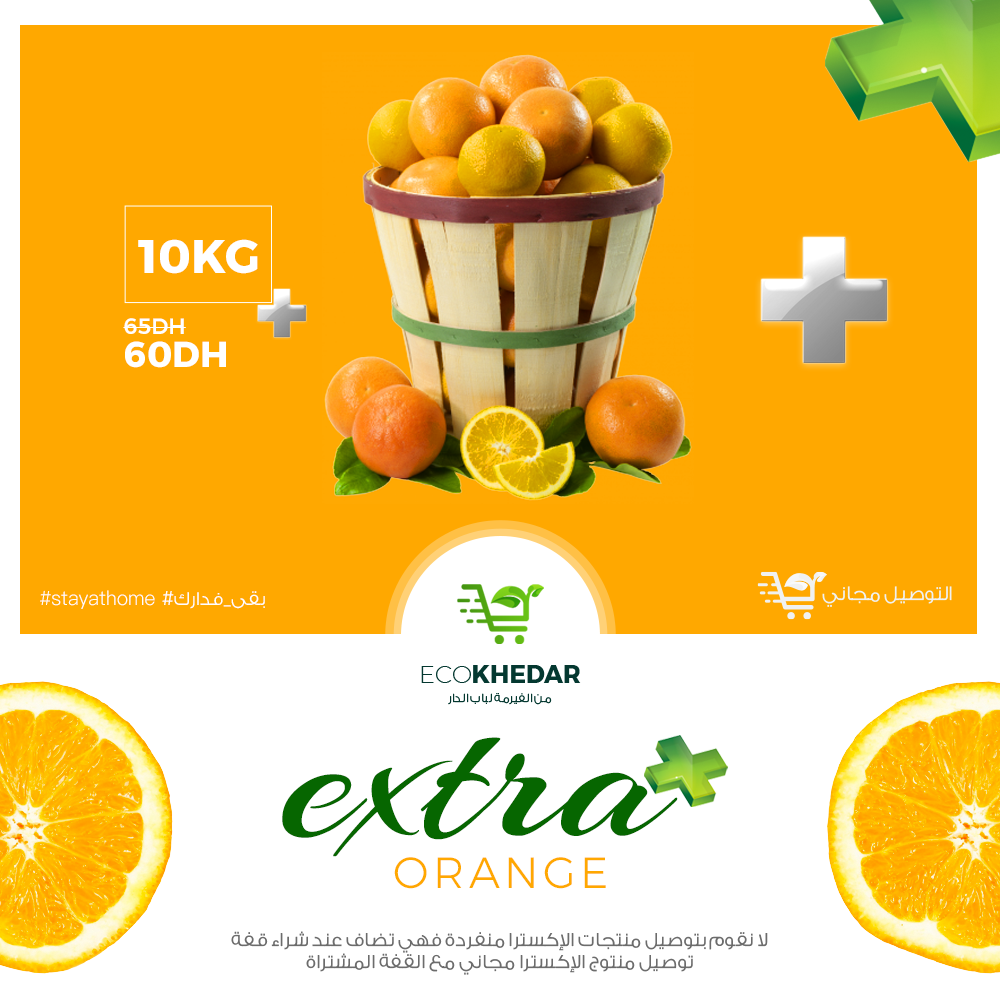 10KG
65DH
60DH
#stayathome #بقى_فدارك
التوصيل مجاني
ECOKHEDAR
من الفيرمة لباب الدار
extra
ORANGE
لا نقوم بتوصيل منتجات الإكسترا منفردة فهي تضاف عند شراء قفة
توصيل منتوج الإكسترا مجاني مع القفة المشتراة